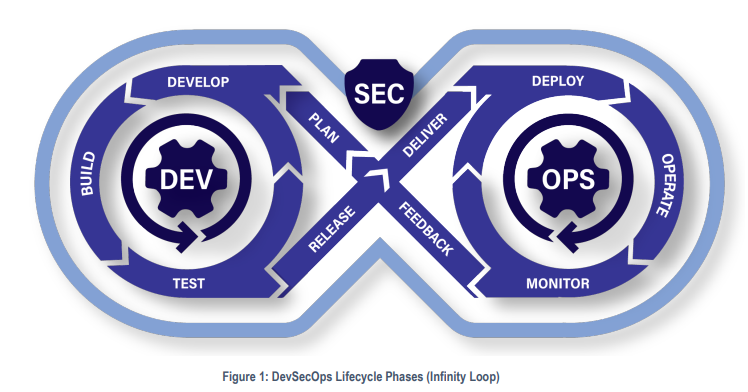 DEVELOP
SEC
DEPLOY
PLAN
DELIVER
BUILD
DEV
OPS
OPERATE
RELEASE
FEEDBACK
TEST
MONITOR
Figure 1: DevSecOps Lifecycle Phases (Infinity Loop)